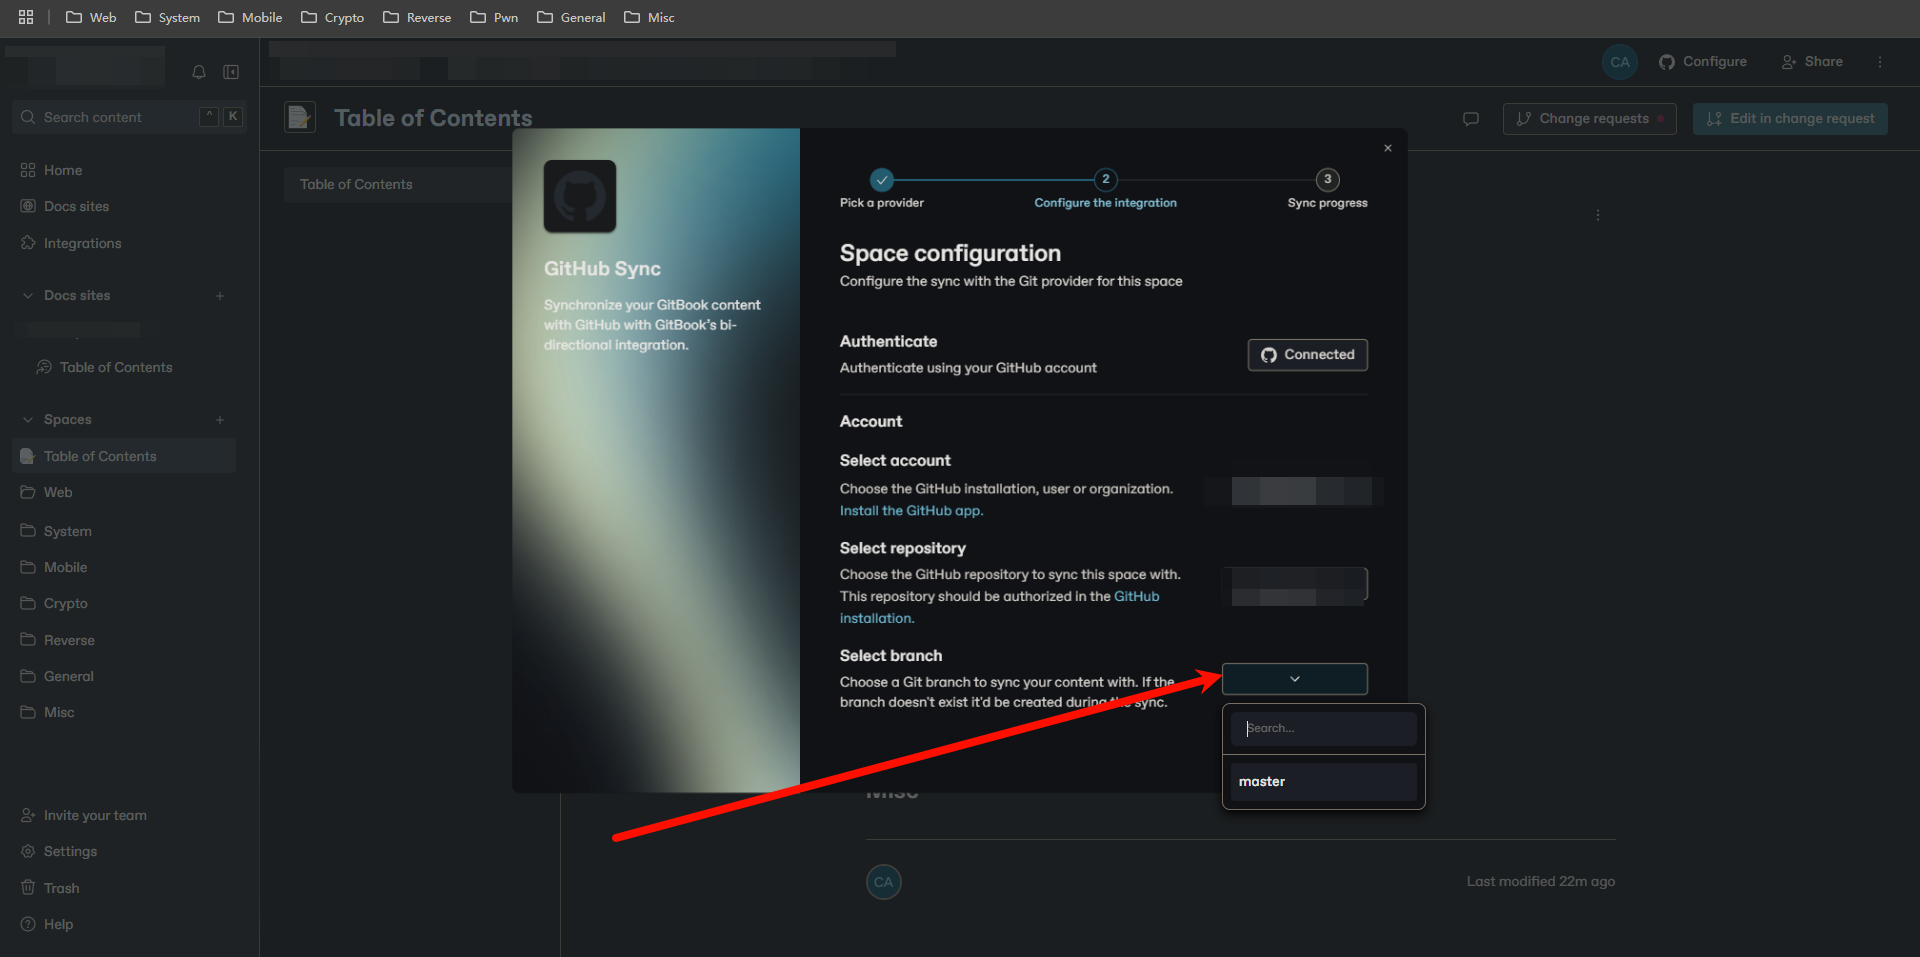 Web
System
Mobile
Crypto
Reverse
Pwn
General
Misc
CA
Configure
Share
Search content
^
K
Table of Contents
Change requests
Edit in change request
Home
Docs sites
Integrations
Docs sites
Table of Contents
Spaces
Table of Contents
Web
System
Mobile
Crypto
Reverse
General
Misc
Invite your team
Settings
Trash
Help
Table of Contents
GitHub Sync
Synchronize your GitBook content
with GitHub with GitBook's bi-
directional integration.
2
3
Pick a provider
Configure the integration
Sync progress
Space configuration
Configure the sync with the Git provider for this space
Authenticate
Authenticate using your GitHub account
Connected
Account
Select account
Choose the GitHub installation, user or organization.
Install the GitHub app.
Select repository
Choose the GitHub repository to sync this space with.
This repository should be authorized in the GitHub
installation.
Select branch
Choose a Git branch to sync your content with. If the
branch doesn't exist it'd be created during the sync.
Search...
master
Misc
CA
Last modified 22m ago